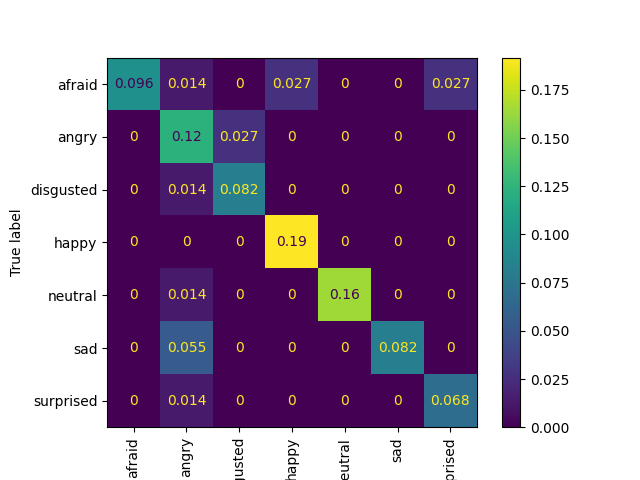 True label
afraid 0.096 0.014 0 0.027 0 0 0.027
angry 0 0.12 0.027 0 0 0 0
disgusted 0 0.014 0.082 0 0 0 0
happy 0 0 0 0.19 0 0 0
neutral 0 0.014 0 0 0.16 0 0
sad 0 0.055 0 0 0 0.082 0
surprised 0 0.014 0 0 0 0 0.068
afraid
angry
gusted
happy
eutral
sad
prised
0.175
0.150
0.125
0.100
0.075
0.050
0.025
0.000